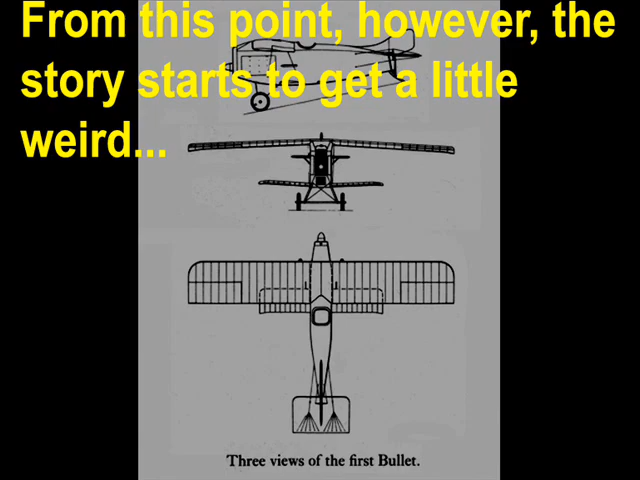 From this point, however, the
story starts to get a little
weird...
Three views of the first Bullet.